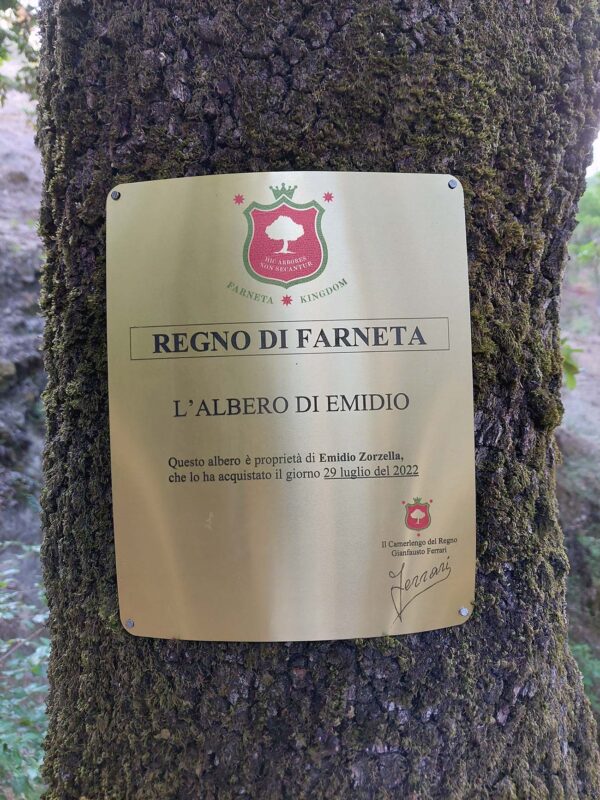 HIC ARBORES
NON SECANTUR
FARNETA KINGDOM
REGNO DI FARNETA
L'ALBERO DI EMIDIO
Questo albero è proprietà di Emidio Zorzella,
che lo ha acquistato il giorno 29 luglio del 2022
Il Camerlengo del Regno
Gianfausto Ferrari
Ferrari